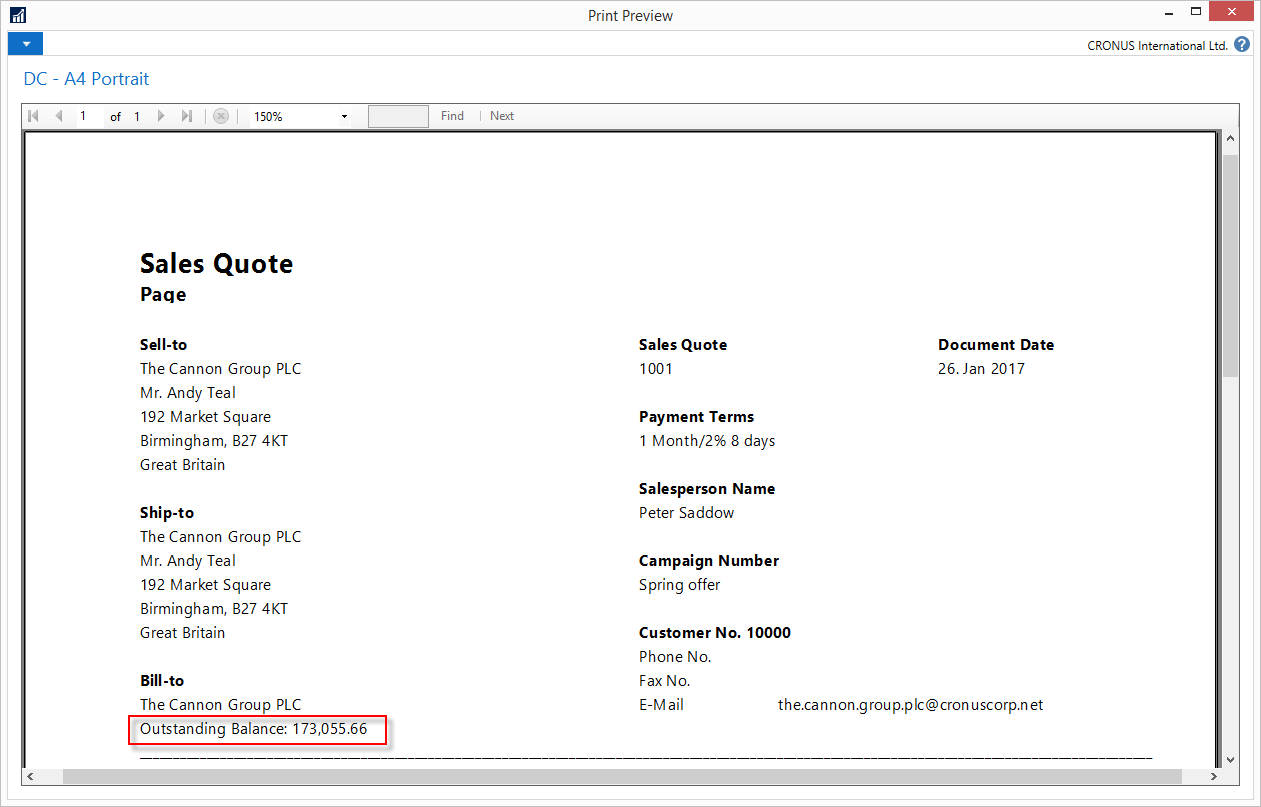 Print Preview
CRONUS International Ltd.
DC - A4 Portrait
1 of 1 150% Find Next
Sales Quote
Page
Sell-to
The Cannon Group PLC
Mr. Andy Teal
192 Market Square
Birmingham, B27 4KT
Great Britain
Ship-to
The Cannon Group PLC
Mr. Andy Teal
192 Market Square
Birmingham, B27 4KT
Great Britain
Bill-to
The Cannon Group PLC
Outstanding Balance: 173,055.66
Sales Quote
1001
Payment Terms
1 Month/2% 8 days
Salesperson Name
Peter Saddow
Campaign Number
Spring offer
Customer No. 10000
Phone No.
Fax No.
E-Mail the.cannon.group.plc@cronuscorp.net
Document Date
26. Jan 2017